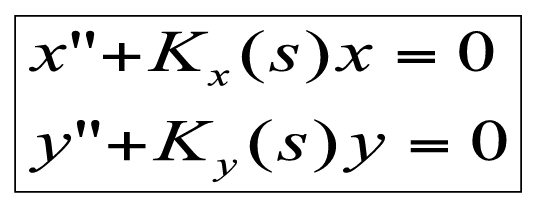 x"+K_x(s)x = 0
y"+K_y(s)y = 0